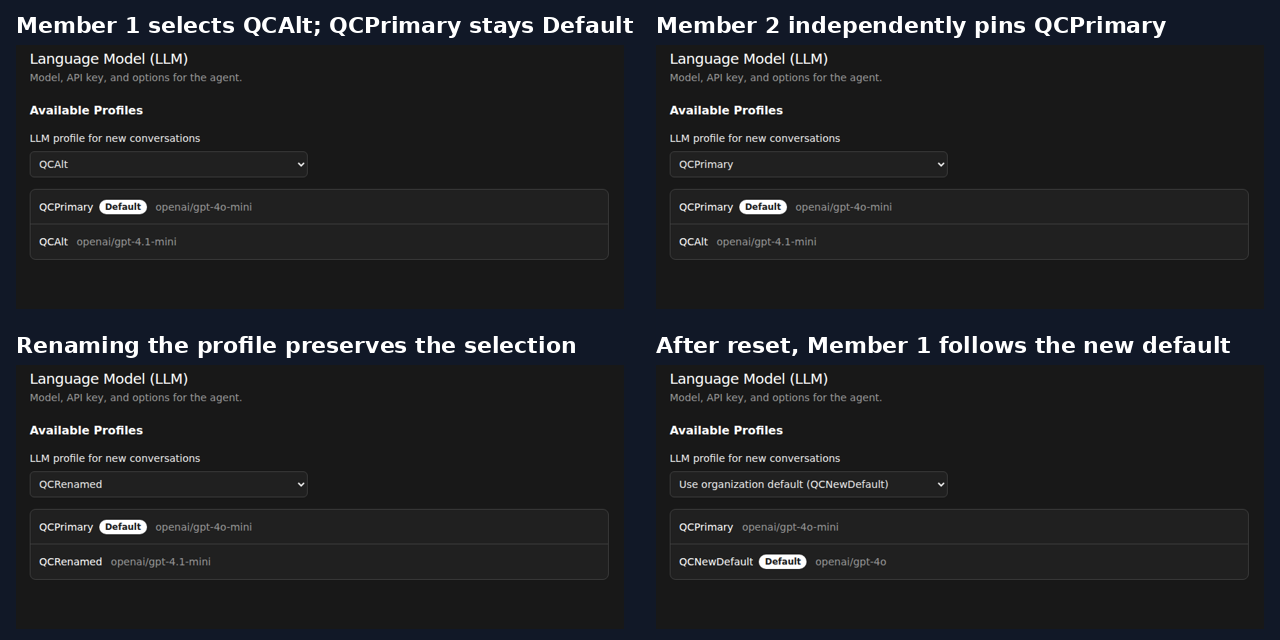 Member 1 selects QCAlt; QCPrimary stays Default
Language Model (LLM)
Model, API key, and options for the agent.
Available Profiles
LLM profile for new conversations
QCAlt
QCPrimary Default openai/gpt-4o-mini
QCAlt openai/gpt-4.1-mini
Member 2 independently pins QCPrimary
Language Model (LLM)
Model, API key, and options for the agent.
Available Profiles
LLM profile for new conversations
QCPrimary
QCPrimary Default openai/gpt-4o-mini
QCAlt openai/gpt-4.1-mini
Renaming the profile preserves the selection
Language Model (LLM)
Model, API key, and options for the agent.
Available Profiles
LLM profile for new conversations
QCRenamed
QCPrimary Default openai/gpt-4o-mini
QCRenamed openai/gpt-4.1-mini
After reset, Member 1 follows the new default
Language Model (LLM)
Model, API key, and options for the agent.
Available Profiles
LLM profile for new conversations
Use organization default (QCNewDefault)
QCPrimary openai/gpt-4o-mini
QCNewDefault Default openai/gpt-4o